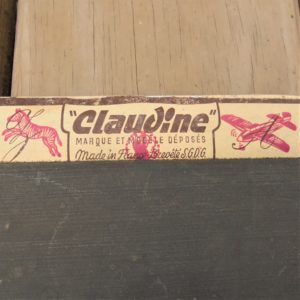 "Claudine"
MARQUE ET MODÈLE DÉPOSÉS
Made in France Breveté S.G.D.G.